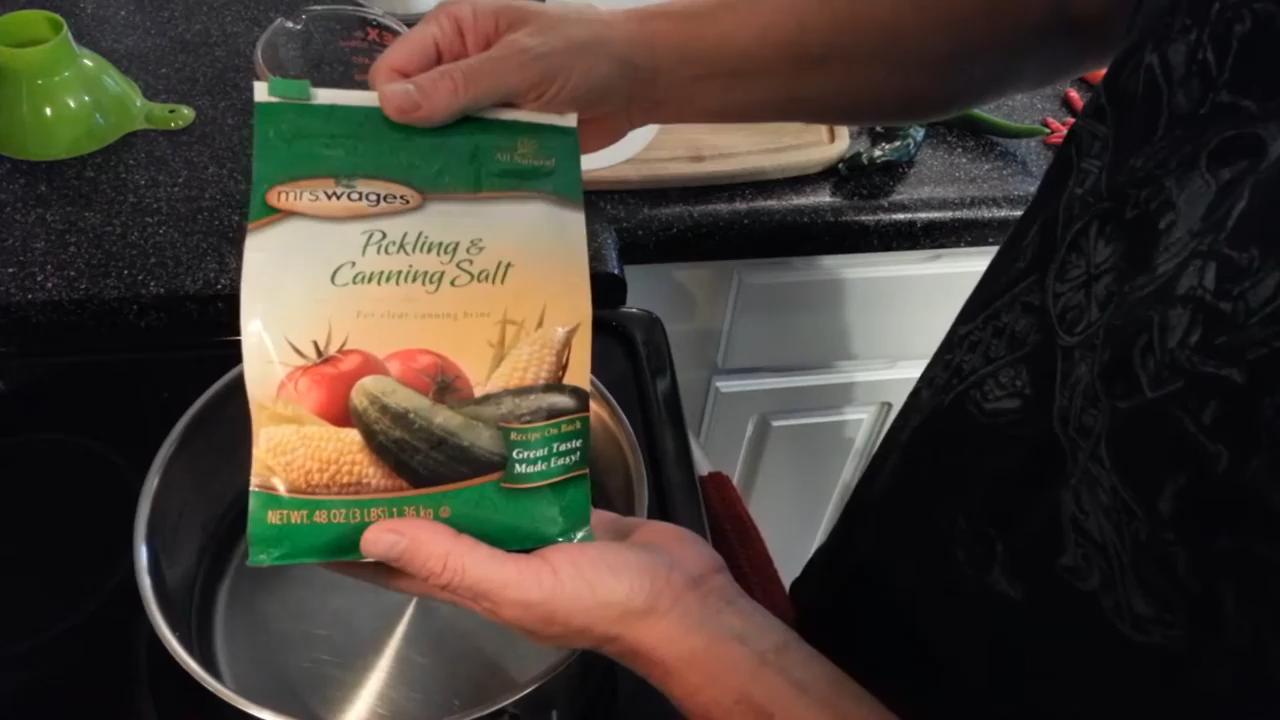 All Natural
mrs.wages
Pickling &
Canning Salt
For clear canning brine
Recipe On Back
Great Taste
Made Easy!
NET WT. 48 OZ (3 LBS) 1.36 kg